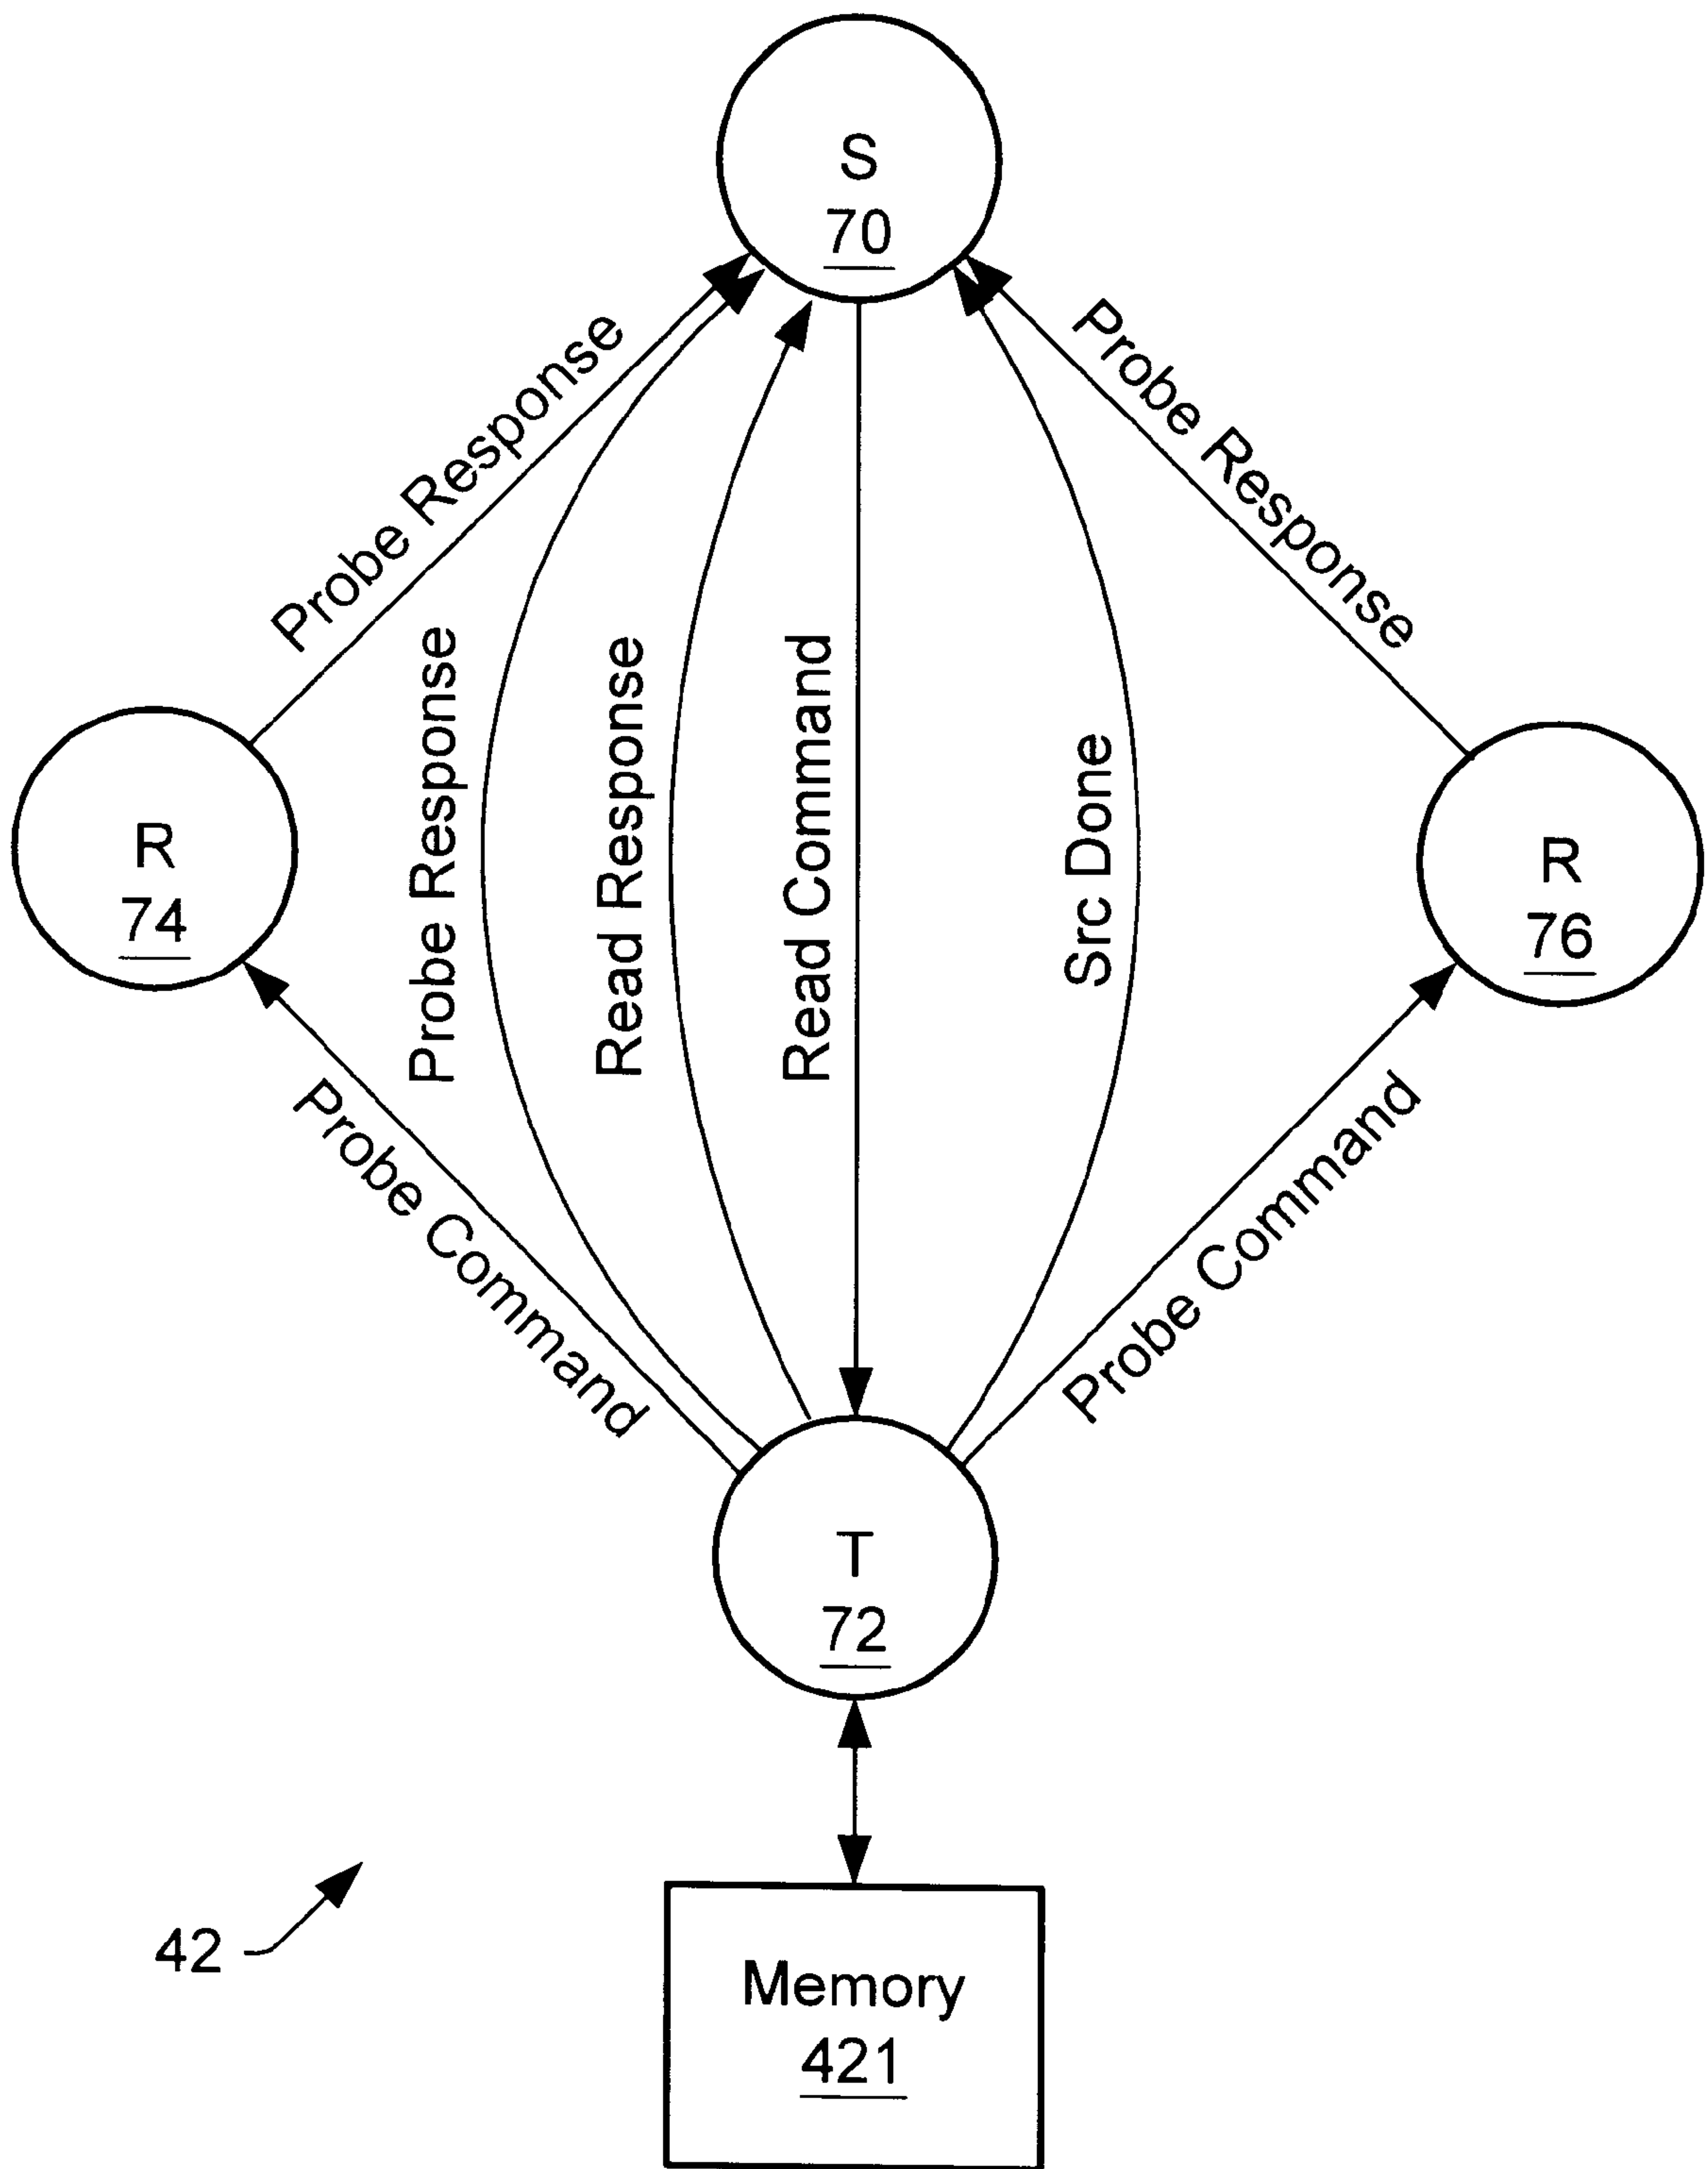 S
70
Probe Response
Probe Response
R
74
Probe Response
Read Response
Read Command
Src Done
R
76
Probe Command
Probe Command
T
72
42
Memory
421